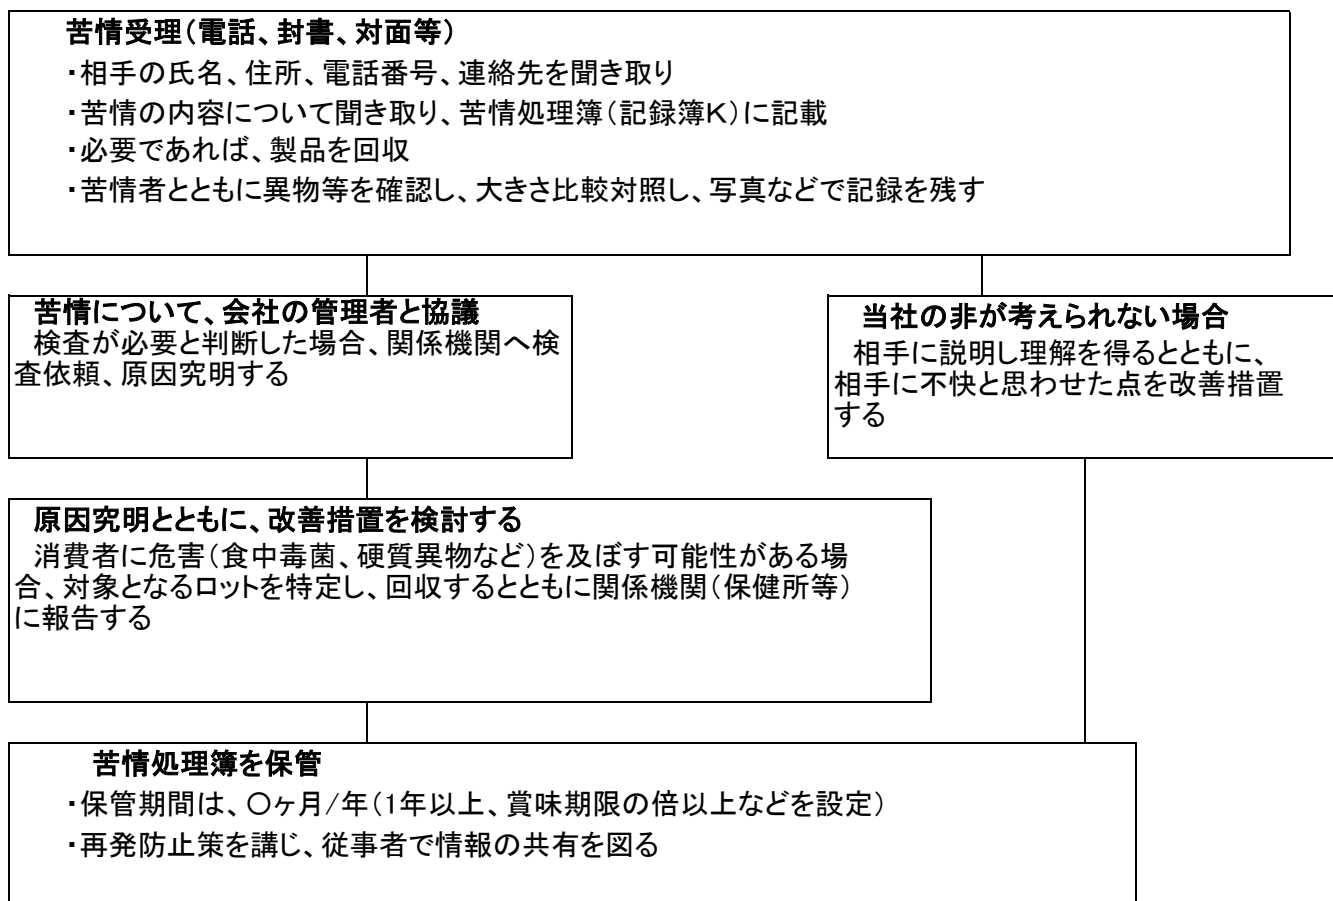 苦情受理（電話、封書、対面等）
・相手の氏名、住所、電話番号、連絡先を聞き取り
・苦情の内容について聞き取り、苦情処理簿（記録簿K）に記載
・必要であれば、製品を回収
・苦情者とともに異物等を確認し、大きさ比較対照し、写真などで記録を残す
苦情について、会社の管理者と協議
検査が必要と判断した場合、関係機関へ検
査依頼、原因究明する
当社の非が考えられない場合
相手に説明し理解を得るとともに、
相手に不快と思わせた点を改善措置
する
原因究明とともに、改善措置を検討する
消費者に危害（食中毒菌、硬質異物など）を及ぼす可能性がある場
合、対象となるロットを特定し、回収するとともに関係機関（保健所等）
に報告する
苦情処理簿を保管
・保管期間は、〇ヶ月/年（1年以上、賞味期限の倍以上などを設定）
・再発防止策を講じ、従事者で情報の共有を図る